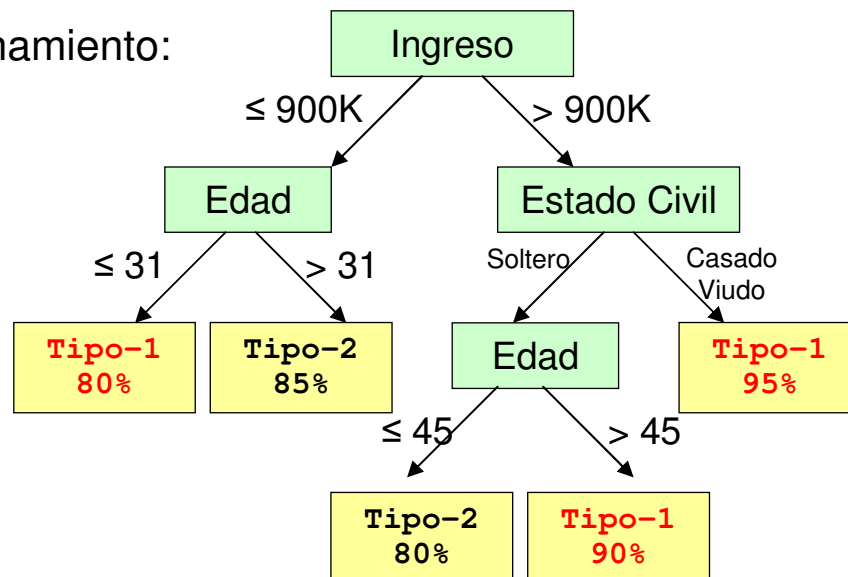 namiento:
Ingreso
≤ 900K
> 900K
Edad
Estado Civil
≤ 31
> 31
Soltero
Casado
Viudo
Tipo-1
80%
Tipo-2
85%
Edad
Tipo-1
95%
≤ 45
> 45
Tipo-2
80%
Tipo-1
90%